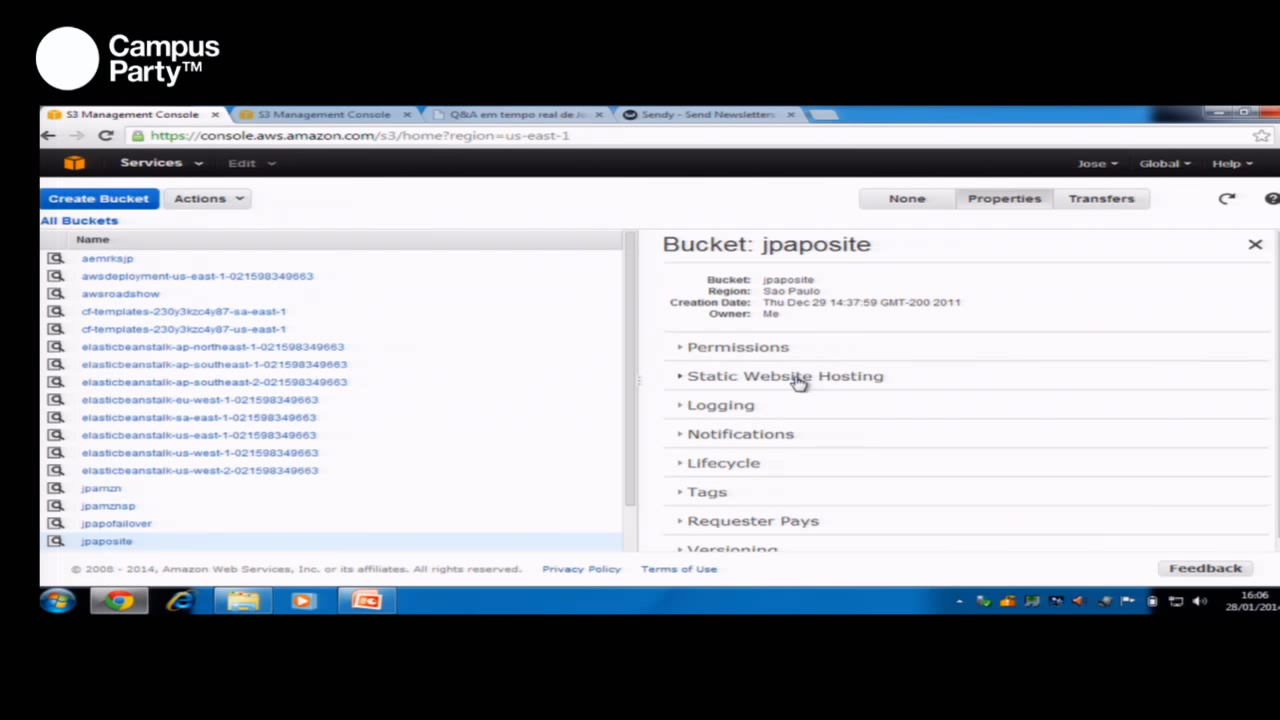 Campus
Party™
S3 Management Console
S3 Management Console
Q&A em tempo real de Jo
Sendy - Send Newsletters
https://console.aws.amazon.com/s3/home?region=us-east-1
Services
Edit
Jose
Global
Help
Create Bucket
Actions
None
Properties
Transfers
All Buckets
Name
aemrksjp
awsdeployment-us-east-1-021598349663
awsroadshow
cf-templates-230y3kzc4y87-sa-east-1
cf-templates-230y3kzc4y87-us-east-1
elasticbeanstalk-ap-northeast-1-021598349663
elasticbeanstalk-ap-southeast-1-021598349663
elasticbeanstalk-ap-southeast-2-021598349663
elasticbeanstalk-eu-west-1-021598349663
elasticbeanstalk-sa-east-1-021598349663
elasticbeanstalk-us-east-1-021598349663
elasticbeanstalk-us-west-1-021598349663
elasticbeanstalk-us-west-2-021598349663
jpamzn
jpamznsp
jpapofailover
jpaposite
Bucket: jpaposite
Bucket: jpaposite
Region: Sao Paulo
Creation Date: Thu Dec 29 14:37:59 GMT-200 2011
Owner: Me
Permissions
Static Website Hosting
Logging
Notifications
Lifecycle
Tags
Requester Pays
Versioning
© 2008 - 2014, Amazon Web Services, Inc. or its affiliates. All rights reserved.
Privacy Policy
Terms of Use
Feedback
16:06
28/01/2014